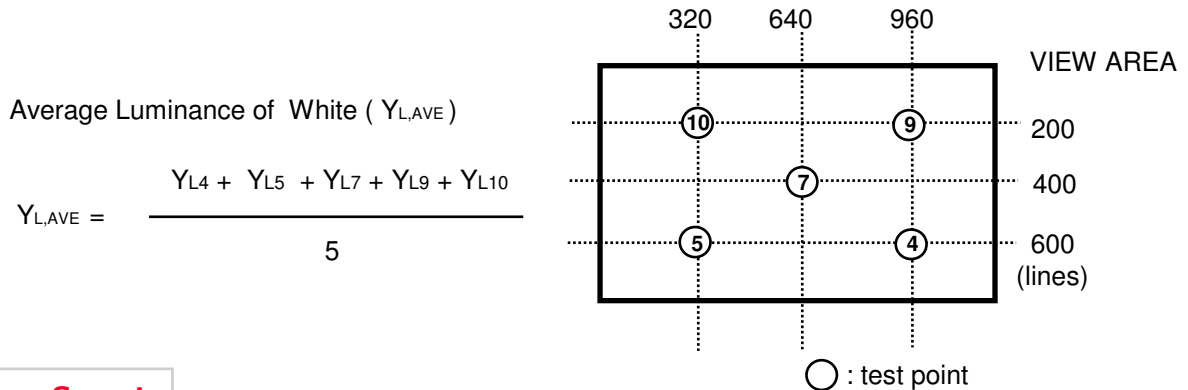 320 640 960
VIEW AREA
Average Luminance of White ( YL,AVE )
10 9 200
YL4 + YL5 + YL7 + YL9 + YL10
7 400
YL,AVE =
5
5 4 600
(lines)
: test point